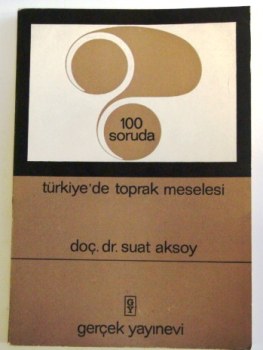 100
soruda
türkiye'de toprak meselesi
doç. dr. suat aksoy
GY
gerçek yayınevi